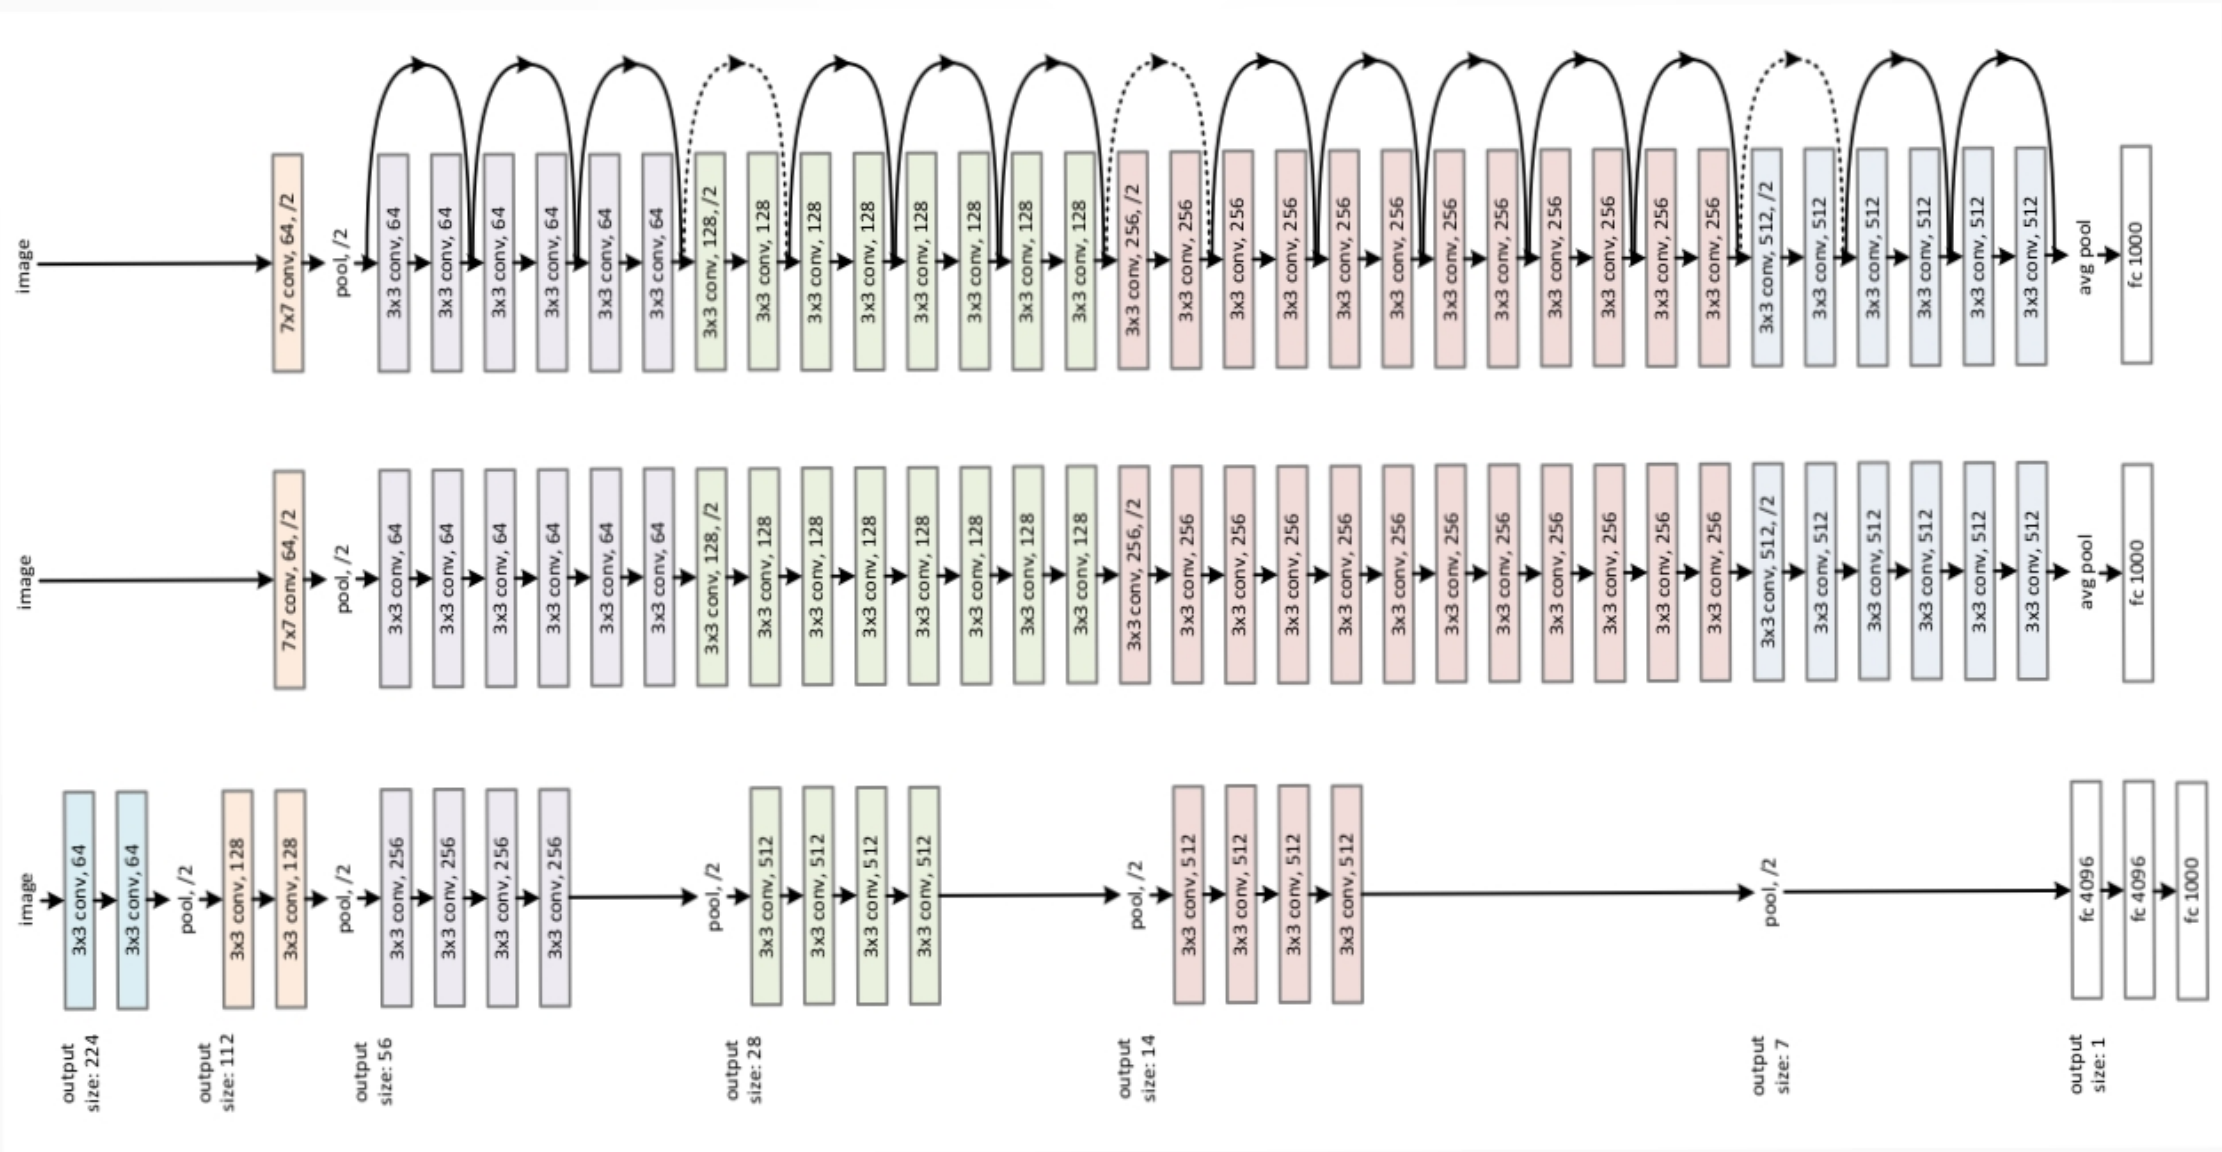 image
7x7 conv, 64, /2
pool, /2
3x3 conv, 64
3x3 conv, 64
3x3 conv, 64
3x3 conv, 64
3x3 conv, 64
3x3 conv, 64
3x3 conv, 128, /2
3x3 conv, 128
3x3 conv, 128
3x3 conv, 128
3x3 conv, 128
3x3 conv, 128
3x3 conv, 128
3x3 conv, 128
3x3 conv, 256, /2
3x3 conv, 256
3x3 conv, 256
3x3 conv, 256
3x3 conv, 256
3x3 conv, 256
3x3 conv, 256
3x3 conv, 256
3x3 conv, 256
3x3 conv, 256
3x3 conv, 256
3x3 conv, 256
3x3 conv, 512, /2
3x3 conv, 512
3x3 conv, 512
3x3 conv, 512
3x3 conv, 512
3x3 conv, 512
avg pool
fc 1000
image
7x7 conv, 64, /2
pool, /2
3x3 conv, 64
3x3 conv, 64
3x3 conv, 64
3x3 conv, 64
3x3 conv, 64
3x3 conv, 64
3x3 conv, 128, /2
3x3 conv, 128
3x3 conv, 128
3x3 conv, 128
3x3 conv, 128
3x3 conv, 128
3x3 conv, 128
3x3 conv, 128
3x3 conv, 256, /2
3x3 conv, 256
3x3 conv, 256
3x3 conv, 256
3x3 conv, 256
3x3 conv, 256
3x3 conv, 256
3x3 conv, 256
3x3 conv, 256
3x3 conv, 256
3x3 conv, 256
3x3 conv, 256
3x3 conv, 512, /2
3x3 conv, 512
3x3 conv, 512
3x3 conv, 512
3x3 conv, 512
3x3 conv, 512
avg pool
fc 1000
image
3x3 conv, 64
3x3 conv, 64
pool, /2
3x3 conv, 128
3x3 conv, 128
pool, /2
3x3 conv, 256
3x3 conv, 256
3x3 conv, 256
3x3 conv, 256
pool, /2
3x3 conv, 512
3x3 conv, 512
3x3 conv, 512
3x3 conv, 512
pool, /2
3x3 conv, 512
3x3 conv, 512
3x3 conv, 512
3x3 conv, 512
pool, /2
fc 4096
fc 4096
fc 1000
output
size: 224
output
size: 112
output
size: 56
output
size: 28
output
size: 14
output
size: 7
output
size: 1